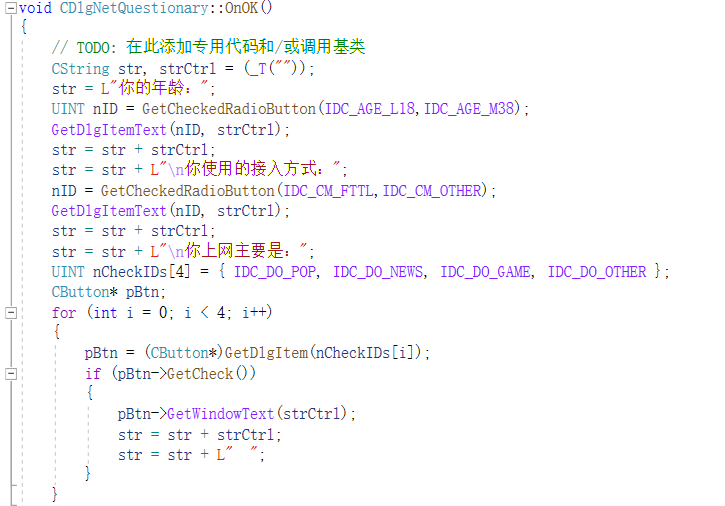 void CDlgNetQuestionary::OnOK()
{
// TODO: 在此添加专用代码和/或调用基类
CString str, strCtrl = (_T(""));
str = L"你的年龄：";
UINT nID = GetCheckedRadioButton(IDC_AGE_L18,IDC_AGE_M38);
GetDlgItemText(nID, strCtrl);
str = str + strCtrl;
str = str + L"\n你使用的接入方式：";
nID = GetCheckedRadioButton(IDC_CM_FTTL,IDC_CM_OTHER);
GetDlgItemText(nID, strCtrl);
str = str + strCtrl;
str = str + L"\n你上网主要是：";
UINT nCheckIDs[4] = { IDC_DO_POP, IDC_DO_NEWS, IDC_DO_GAME, IDC_DO_OTHER };
CButton* pBtn;
for (int i = 0; i < 4; i++)
{
pBtn = (CButton*)GetDlgItem(nCheckIDs[i]);
if (pBtn->GetCheck())
{
pBtn->GetWindowText(strCtrl);
str = str + strCtrl;
str = str + L"  ";
}
}